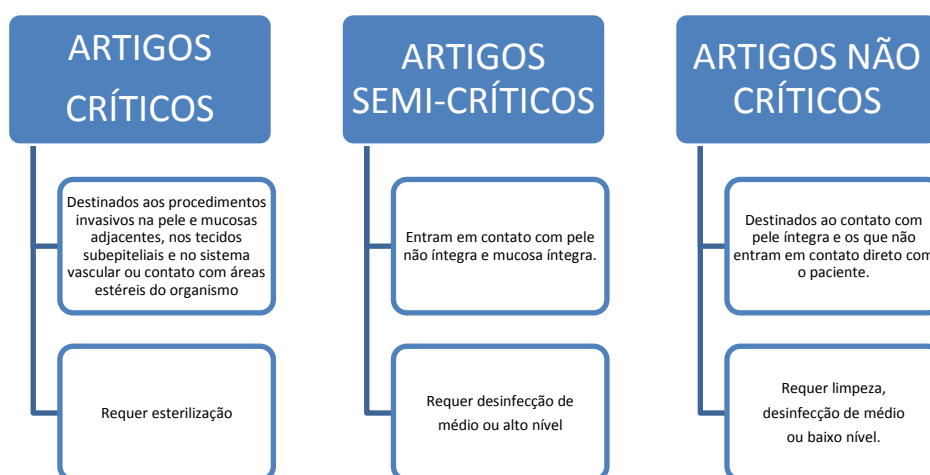 ARTIGOS
CRÍTICOS
Destinados aos procedimentos
invasivos na pele e mucosas
adjacentes, nos tecidos
subepiteliais e no sistema
vascular ou contato com áreas
estéreis do organismo
Requer esterilização
ARTIGOS
SEMI-CRÍTICOS
Entram em contato com pele
não íntegra e mucosa íntegra.
Requer desinfecção de
médio ou alto nível
ARTIGOS NÃO
CRÍTICOS
Destinados ao contato com
pele íntegra e os que não
entram em contato direto com
o paciente.
Requer limpeza,
desinfecção de médio
ou baixo nível.